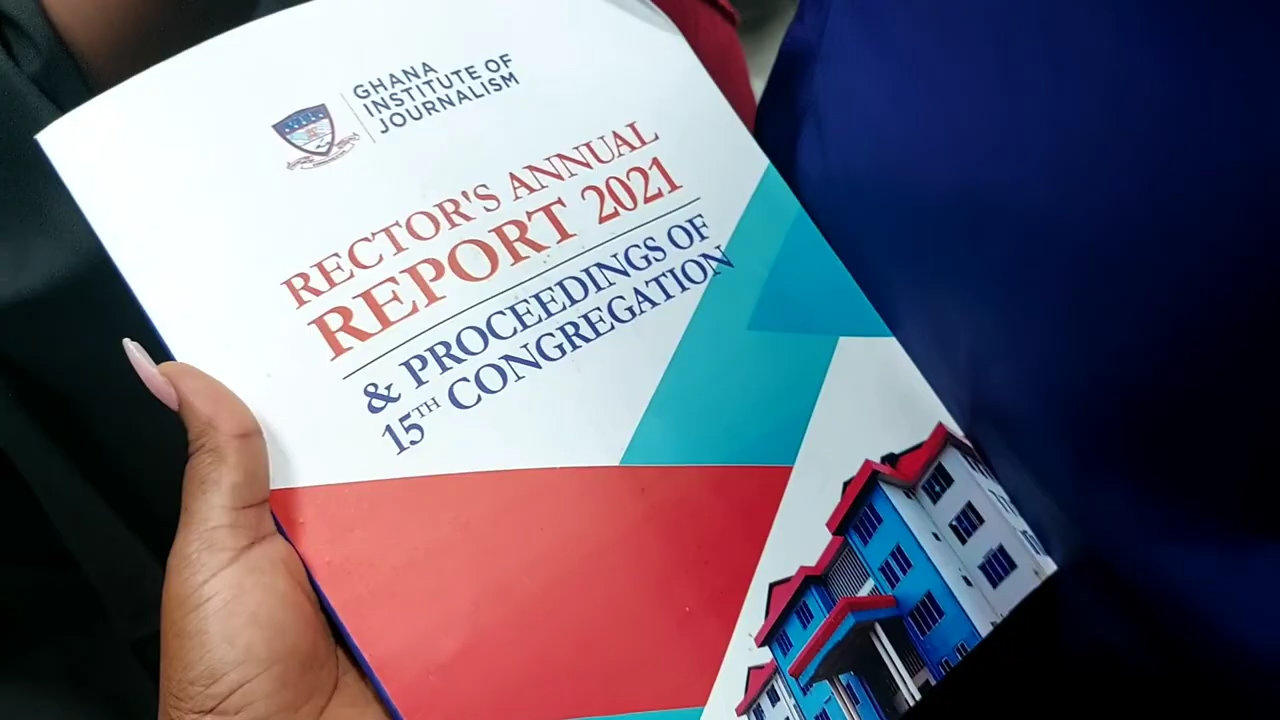 GHANA
INSTITUTE OF
JOURNALISM
RECTOR'S ANNUAL
REPORT 2021
& PROCEEDINGS OF
15TH CONGREGATION